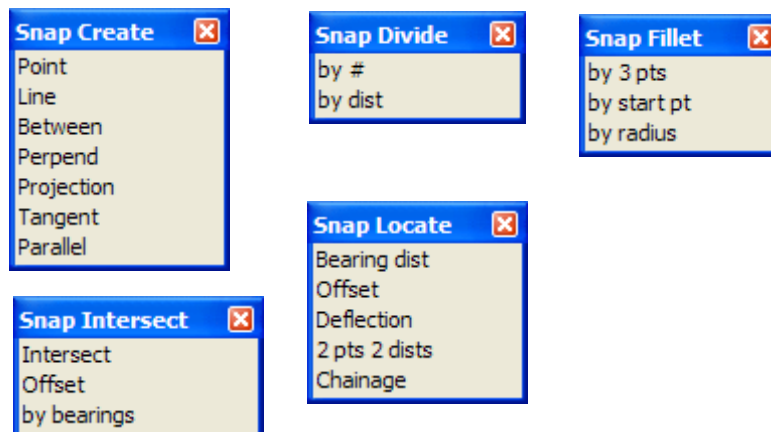 Snap Create
Point
Line
Between
Perpend
Projection
Tangent
Parallel
Snap Divide
by #
by dist
Snap Fillet
by 3 pts
by start pt
by radius
Snap Locate
Bearing dist
Offset
Deflection
2 pts 2 dists
Chainage
Snap Intersect
Intersect
Offset
by bearings